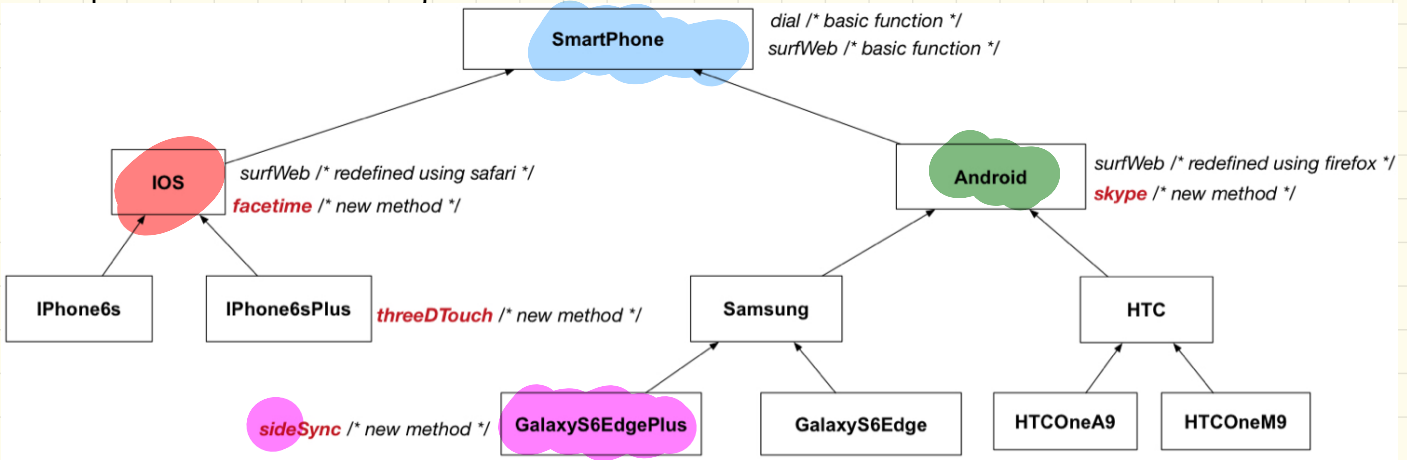 SmartPhone
dial /* basic function */
surfWeb /* basic function */
IOS
surfWeb /* redefined using safari */
facetime /* new method */
Android
surfWeb /* redefined using firefox */
skype /* new method */
IPhone6s
IPhone6sPlus
threeDTouch /* new method */
Samsung
HTC
sideSync /* new method */
GalaxyS6EdgePlus
GalaxyS6Edge
HTCOneA9
HTCOneM9